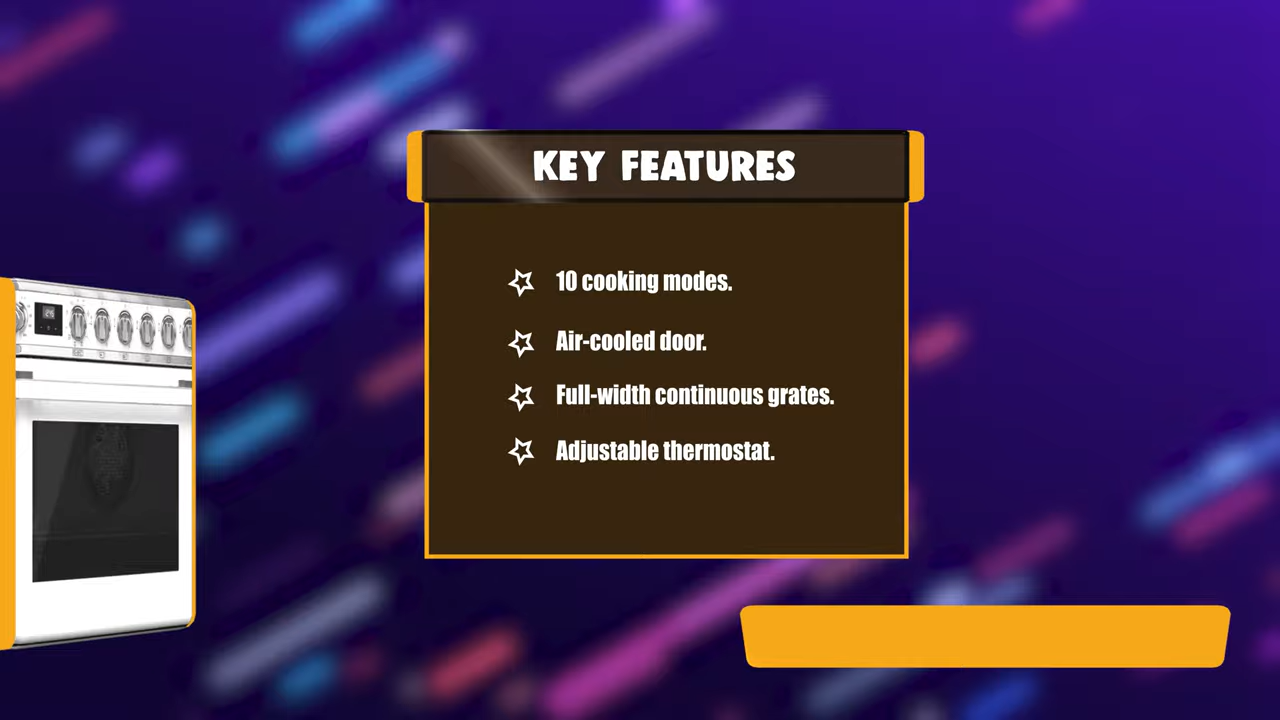 KEY FEATURES
10 cooking modes.
Air-cooled door.
Full-width continuous grates.
Adjustable thermostat.